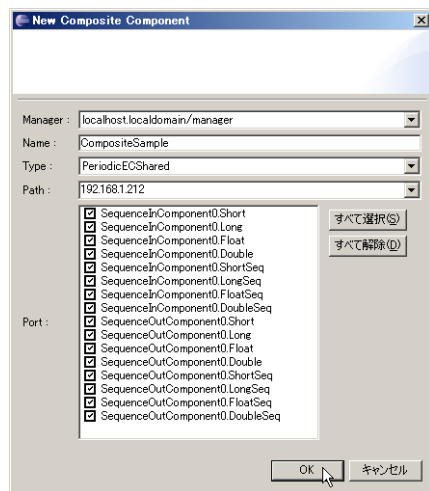 New Composite Component
Manager : localhost.localdomain/manager
Name : CompositeSample
Type : PeriodicECShared
Path : 192.168.1.212
Port :
SequenceInComponent0.Short
SequenceInComponent0.Long
SequenceInComponent0.Float
SequenceInComponent0.Double
SequenceInComponent0.ShortSeq
SequenceInComponent0.LongSeq
SequenceInComponent0.FloatSeq
SequenceInComponent0.DoubleSeq
SequenceOutComponent0.Short
SequenceOutComponent0.Long
SequenceOutComponent0.Float
SequenceOutComponent0.Double
SequenceOutComponent0.ShortSeq
SequenceOutComponent0.LongSeq
SequenceOutComponent0.FloatSeq
SequenceOutComponent0.DoubleSeq
すべて選択(S)
すべて解除(D)
OK
キャンセル